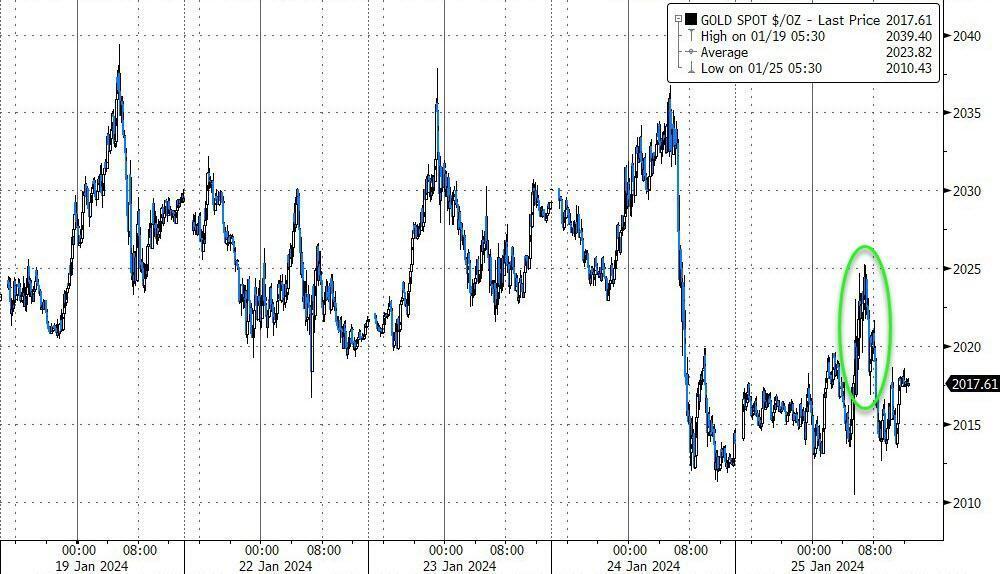 GOLD SPOT $/OZ - Last Price 2017.61
High on 01/19 05:30 2039.40
Average 2023.82
Low on 01/25 05:30 2010.43
2040
2035
2030
2025
2020
2017.61
2015
2010
00:00 08:00 00:00 08:00 00:00 08:00 00:00 08:00 00:00 08:00
19 Jan 2024 22 Jan 2024 23 Jan 2024 24 Jan 2024 25 Jan 2024